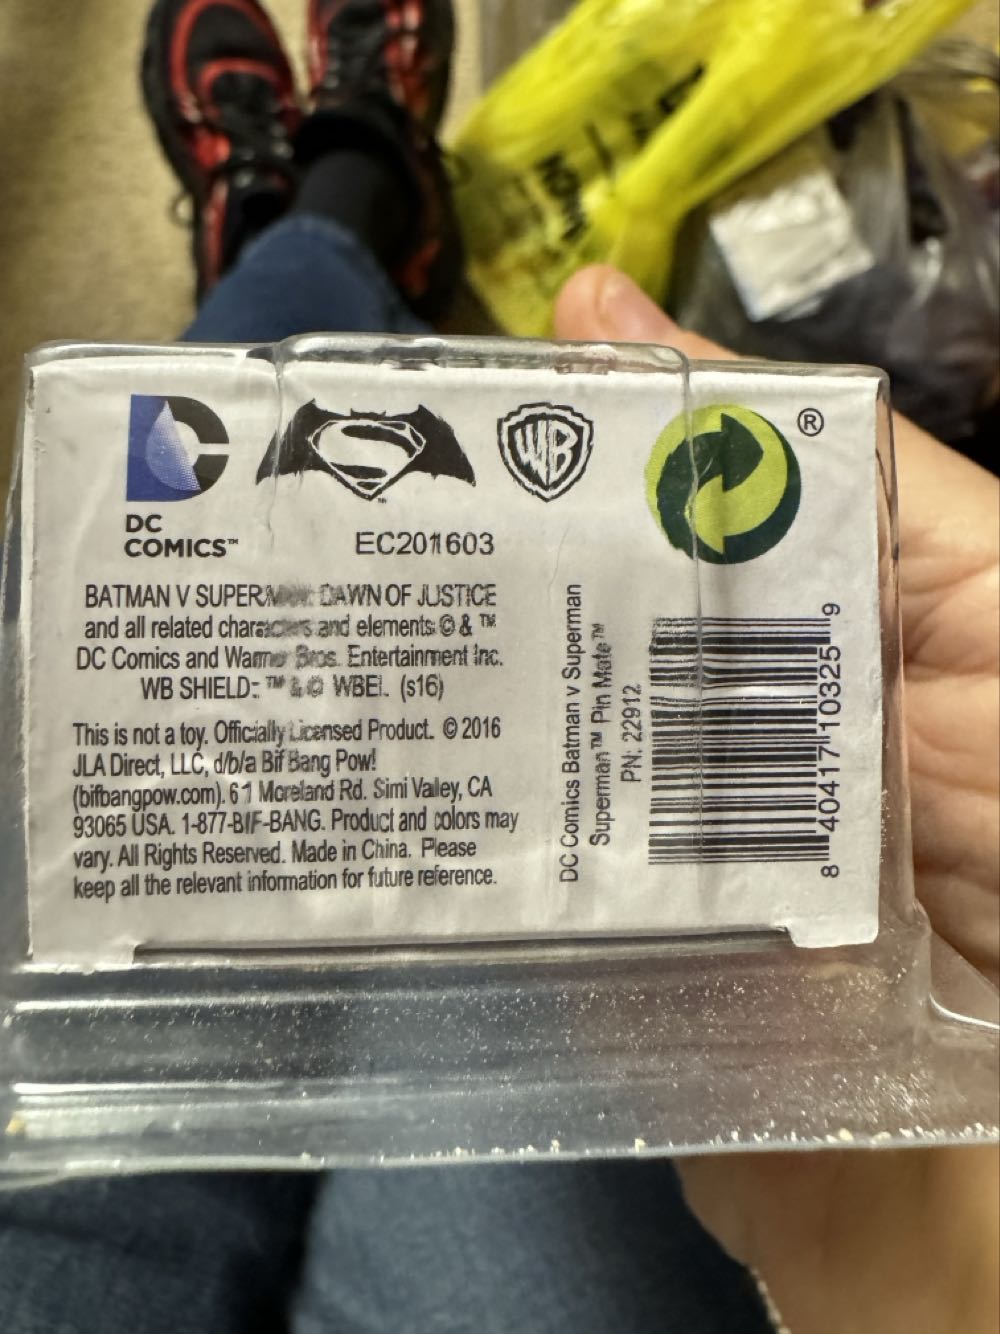 DC
COMICS™
WB
®
EC201603
BATMAN V SUPERMAN: DAWN OF JUSTICE
and all related characters and elements © & ™
DC Comics and Warner Bros. Entertainment Inc.
WB SHIELD: ™ & © WBEI. (s16)
This is not a toy. Officially Licensed Product. © 2016
JLA Direct, LLC, d/b/a Bif Bang Pow!
(bifbangpow.com). 61 Moreland Rd. Simi Valley, CA
93065 USA. 1-877-BIF-BANG. Product and colors may
vary. All Rights Reserved. Made in China. Please
keep all the relevant information for future reference.
DC Comics Batman v Superman
Superman™ Pin Mate™
PN: 22912
8 40417 10325 9